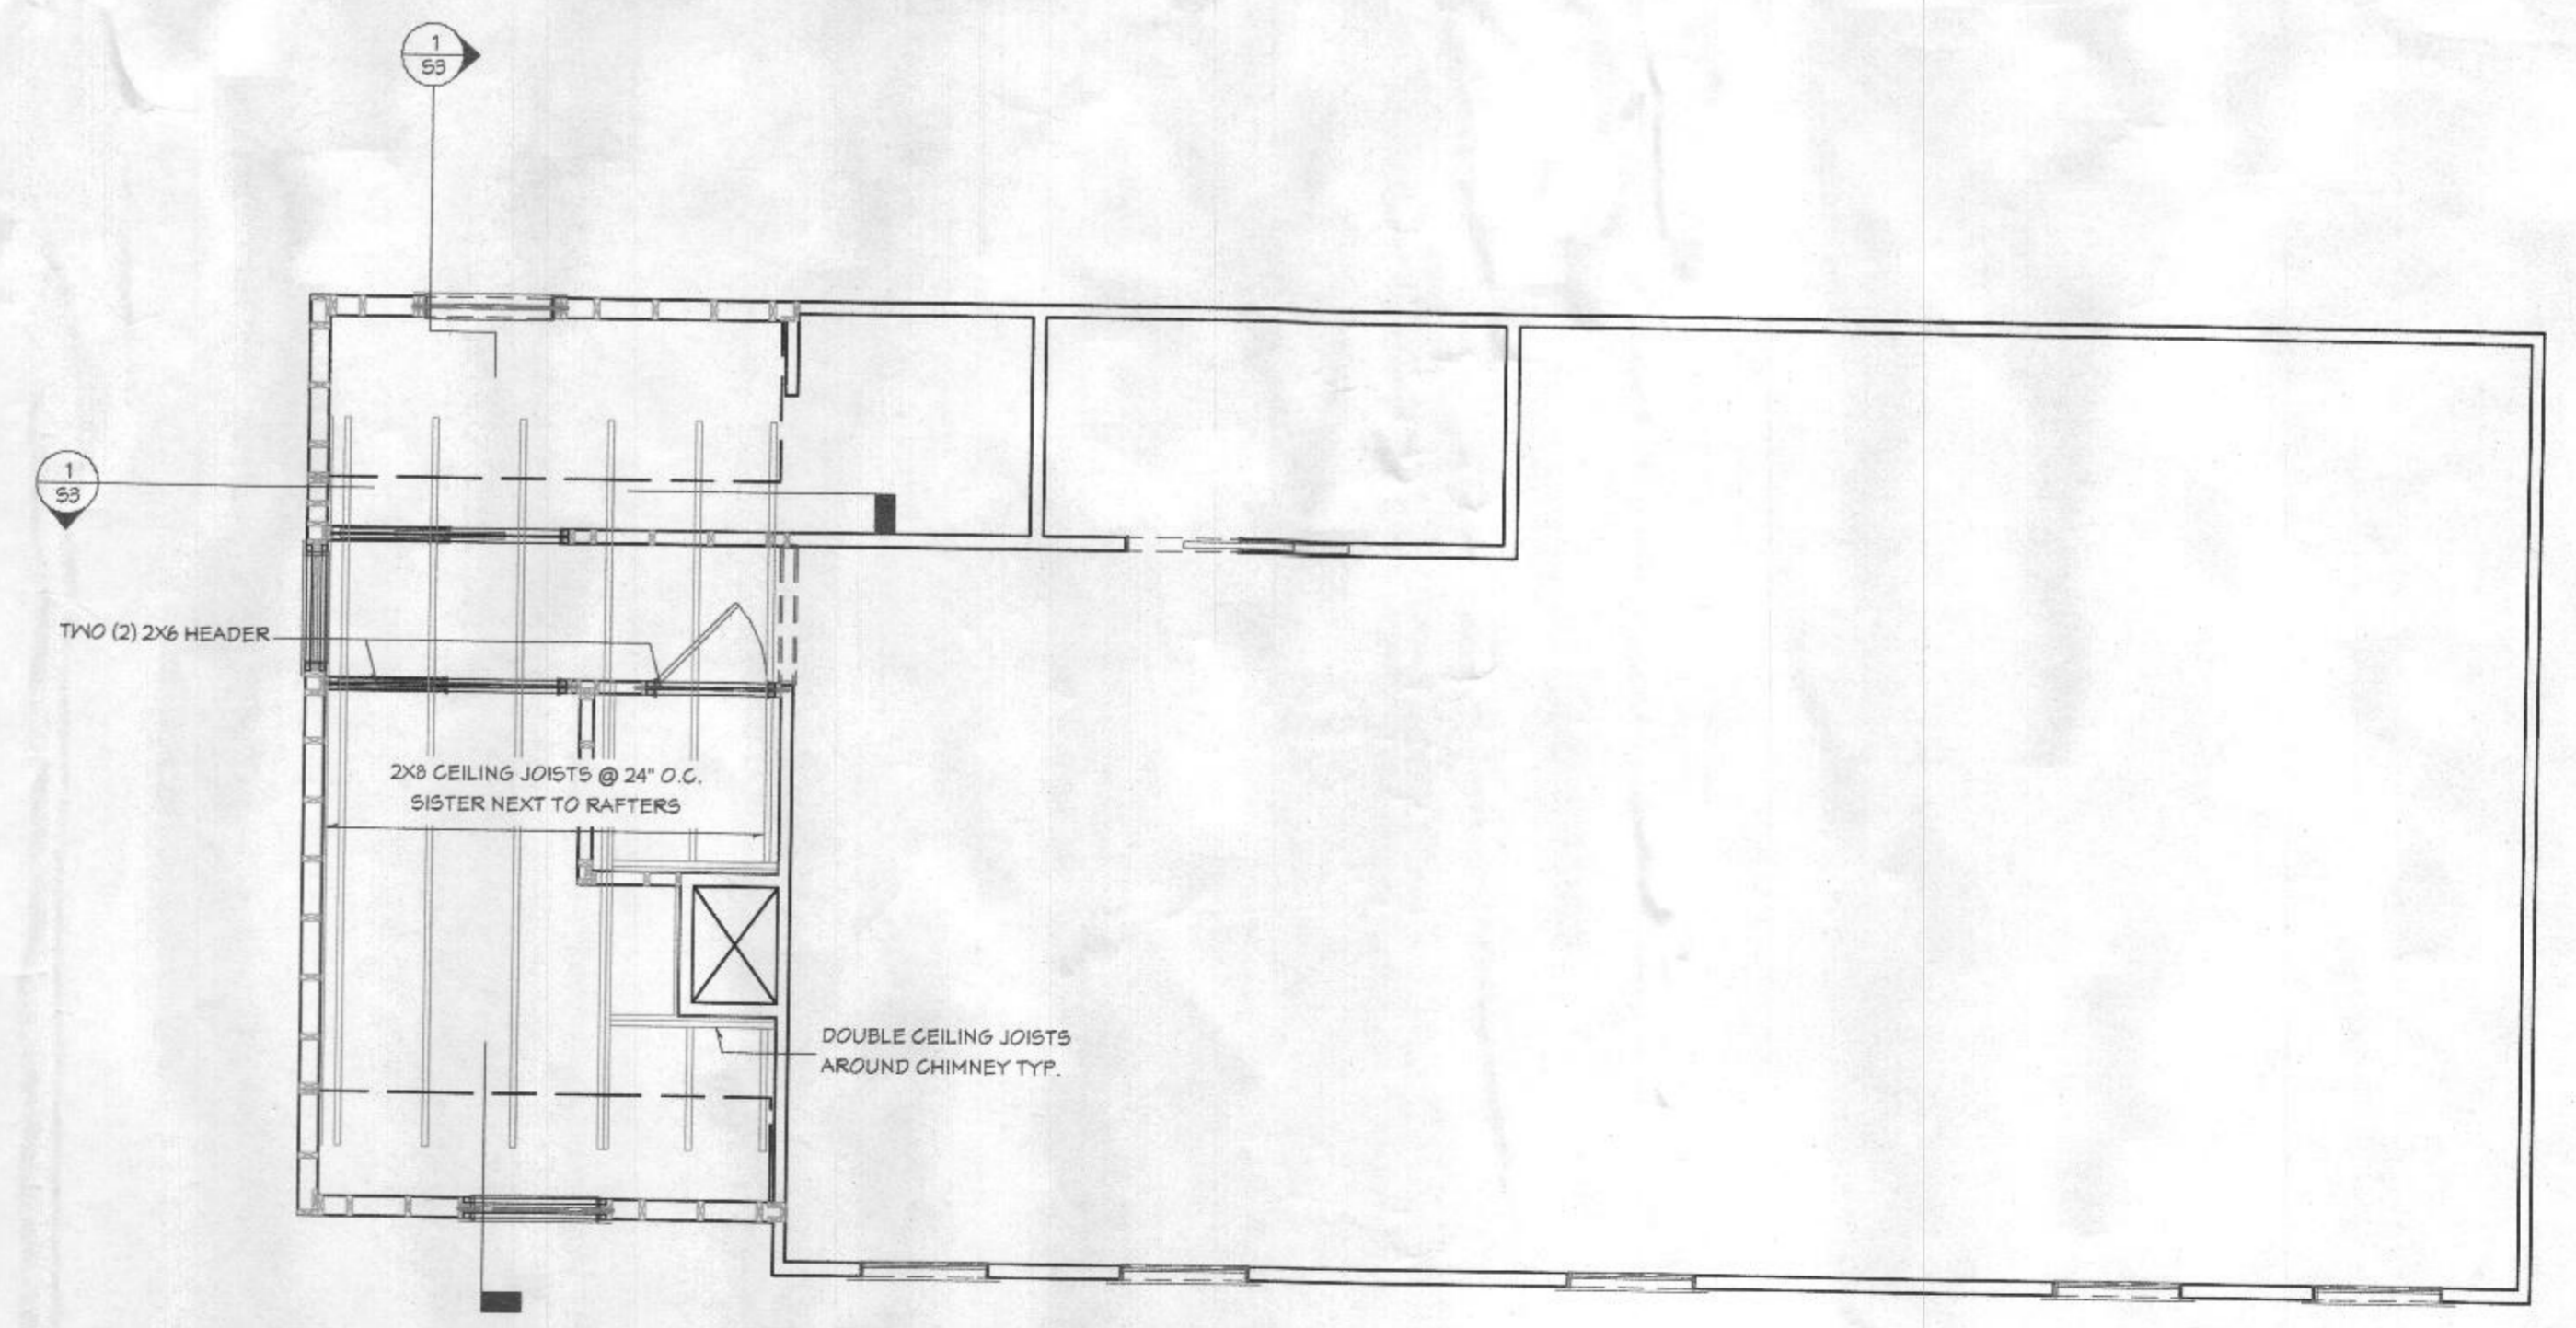 1
S3
1
S3
TWO (2) 2X6 HEADER
2X8 CEILING JOISTS @ 24" O.C.
SISTER NEXT TO RAFTERS
DOUBLE CEILING JOISTS
AROUND CHIMNEY TYP.